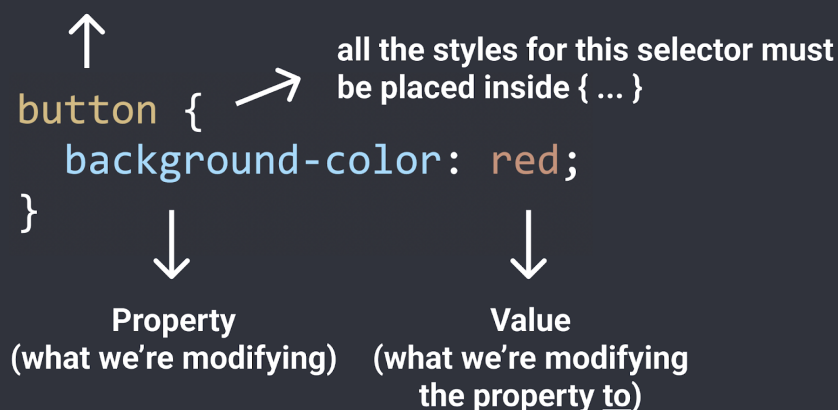 all the styles for this selector must
be placed inside { ... }
button {
background-color: red;
}
Property
(what we're modifying)
Value
(what we're modifying
the property to)